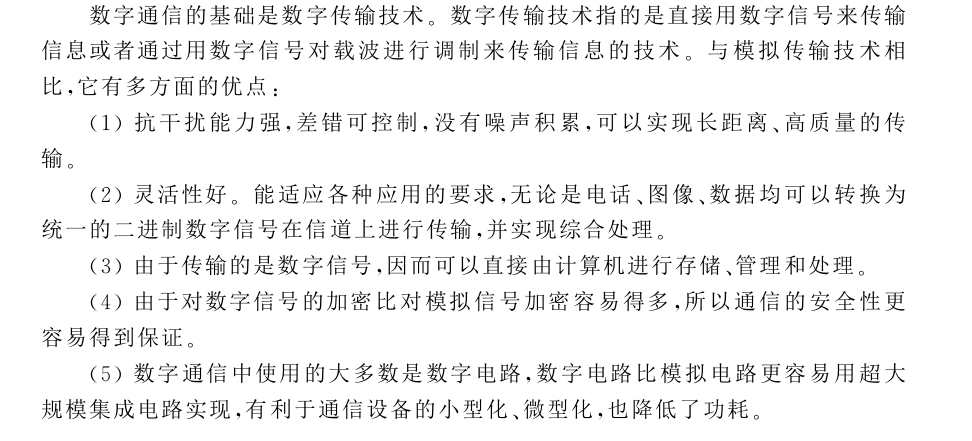 数字通信的基础是数字传输技术。数字传输技术指的是直接用数字信号来传输
信息或者通过用数字信号对载波进行调制来传输信息的技术。与模拟传输技术相
比,它有多方面的优点:
(1) 抗干扰能力强,差错可控制,没有噪声积累,可以实现长距离、高质量的传
输。
(2) 灵活性好。能适应各种应用的要求,无论是电话、图像、数据均可以转换为
统一的二进制数字信号在信道上进行传输,并实现综合处理。
(3) 由于传输的是数字信号,因而可以直接由计算机进行存储、管理和处理。
(4) 由于对数字信号的加密比对模拟信号加密容易得多,所以通信的安全性更
容易得到保证。
(5) 数字通信中使用的大多数是数字电路,数字电路比模拟电路更容易用超大
规模集成电路实现,有利于通信设备的小型化、微型化,也降低了功耗。